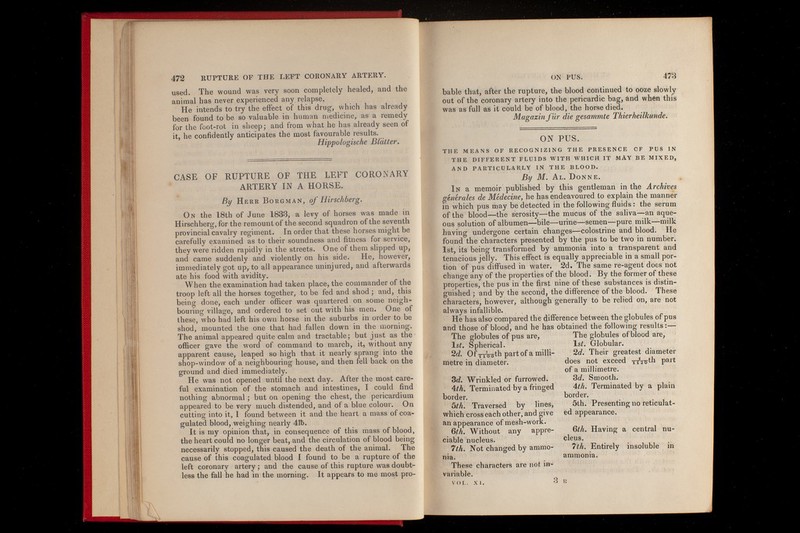 472 RUPTURE OF THE LEFT CORONARY ARTERY.
used. The wound was very soon completely healed, and the
animal has never experienced any relapse.
He intends to try the effect of this drug, which has already
been found to be so valuable in human medicine, as a remedy
for the foot-rot in sheep; and from what he has already seen of
it, he confidently anticipates the most favourable results.
Hippologische Blätter.
CASE OF RUPTURE OF THE LEFT CORONARY
ARTERY IN A HORSE.
By HERR BORGMAN, of Hirschberg.
ON the 18th of June 1833, a levy of horses was made in
Hirschberg, for the remount of the second squadron of the seventh
provincial cavalry regiment. In order that these horses might be
carefully examined as to their soundness and fitness for service,
they were ridden rapidly in the streets. One of them slipped up,
and came suddenly and violently on his side. He, however,
immediately got up, to all appearance uninjured, and afterwards
ate his food with avidity.
When the examination had taken place, the commander of the
troop left all the horses together, to be fed and shod; and, this
being done, each under officer was quartered on some neigh-
bouring village, and ordered to set out with his men. One of
these, who had left his own horse in the suburbs in order to be
shod, mounted the one that had fallen down in the morning.
The animal appeared quite calm and tractable; but just as the
officer gave the word of command to march, it, without any
apparent cause, leaped so high that it nearly sprang into the
shop-window of a neighbouring house, and then fell back on the
ground and died immediately.
He was not opened until the next day. After the most care-
ful examination of the stomach and intestines, I could find
nothing abnormal; but on opening the chest, the pericardium
appeared to be very much distended, and of a blue colour. On
cutting into it, I found between it and the heart a mass of coa-
gulated blood, weighing nearly 4lb.
It is my opinion that, in consequence of this mass of blood,
the heart could no longer beat, and the circulation of blood being
necessarily stopped, this caused the death of the animal. The
cause of this coagulated blood I found to be a rupture of the
left coronary artery; and the cause of this rupture was doubt-
less the fall he had in the morning. It appears to me most pro-
ON PUS. 473
bable that, after the rupture, the blood continued to ooze slowly
out of the coronary artery into the pericardic bag, and when this
was as full as it could be of blood, the horse died.
Magazin für die gesammte Thierheilkunde.
ON PUS.
THE MEANS OF RECOGNIZING THE PRESENCE OF PUS IN
THE DIFFERENT FLUIDS WITH WHICH IT MAY BE MIXED,
AND PARTICULARLY IN THE BLOOD.
By M. AL. DONNE.
IN a memoir published by this gentleman in the Archives
générales de Médecine, he has endeavoured to explain the manner
in which pus may be detected in the following fluids: the serum
of the blood—the serosity—the mucus of the saliva—an aque-
ous solution of albumen—bile—urine—semen—pure milk—milk
having undergone certain changes—colostrine and blood. He
found the characters presented by the pus to be two in number.
1st, its being transformed by ammonia into a transparent and
tenacious jelly. This effect is equally appreciable in a small por-
tion of pus diffused in water. 2d. The same re-agent does not
change any of the properties of the blood. By the former of these
properties, the pus in the first nine of these substances is distin-
guished; and by the second, the difference of the blood. These
characters, however, although generally to be relied on, are not
always infallible.
He has also compared the difference between the globules of pus
and those of blood, and he has obtained the following results:—
The globules of pus are,
1st. Spherical.
2d. Of th part of a milli-
metre in diameter.
3d. Wrinkled or furrowed.
4th. Terminated by a fringed
border.
5th. Traversed by lines,
which cross each other, and give
an appearance of mesh-work.
6th. Without any appre-
ciable nucleus.
7th. Not changed by ammo-
nia.
These characters are not in-
variable.
The globules of blood are,
1st. Globular.
2d. Their greatest diameter
does not exceed th part
of a millimetre.
3d. Smooth.
4th. Terminated by a plain
border.
5th. Presenting no reticulat-
ed appearance.
6th. Having a central nu-
cleus.
7th. Entirely insoluble in
ammonia.
VOL. XI. 3 R